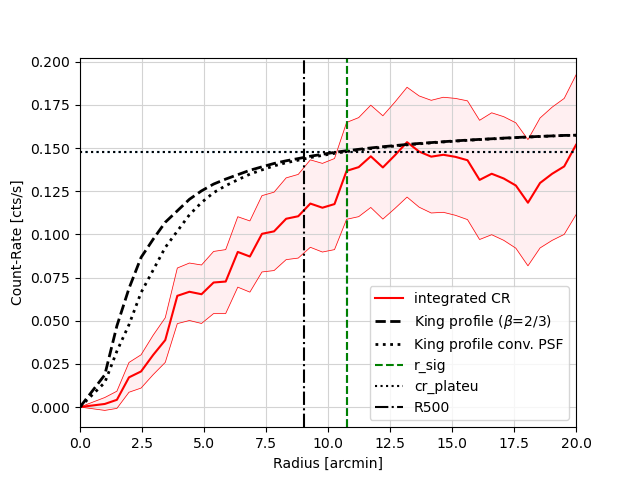 0.200
0.175
0.150
0.125
0.100
0.075
0.050
0.025
0.000
Count-Rate [cts/s]
integrated CR
King profile (β=2/3)
King profile conv. PSF
r_sig
cr_plateu
R500
0.0 2.5 5.0 7.5 10.0 12.5 15.0 17.5 20.0
Radius [arcmin]